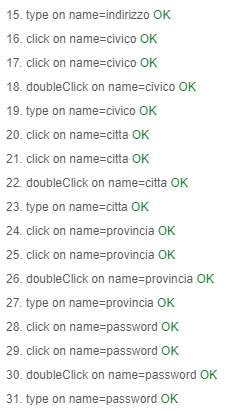 15. type on name=indirizzo OK
16. click on name=civico OK
17. click on name=civico OK
18. doubleClick on name=civico OK
19. type on name=civico OK
20. click on name=citta OK
21. click on name=citta OK
22. doubleClick on name=citta OK
23. type on name=citta OK
24. click on name=provincia OK
25. click on name=provincia OK
26. doubleClick on name=provincia OK
27. type on name=provincia OK
28. click on name=password OK
29. click on name=password OK
30. doubleClick on name=password OK
31. type on name=password OK